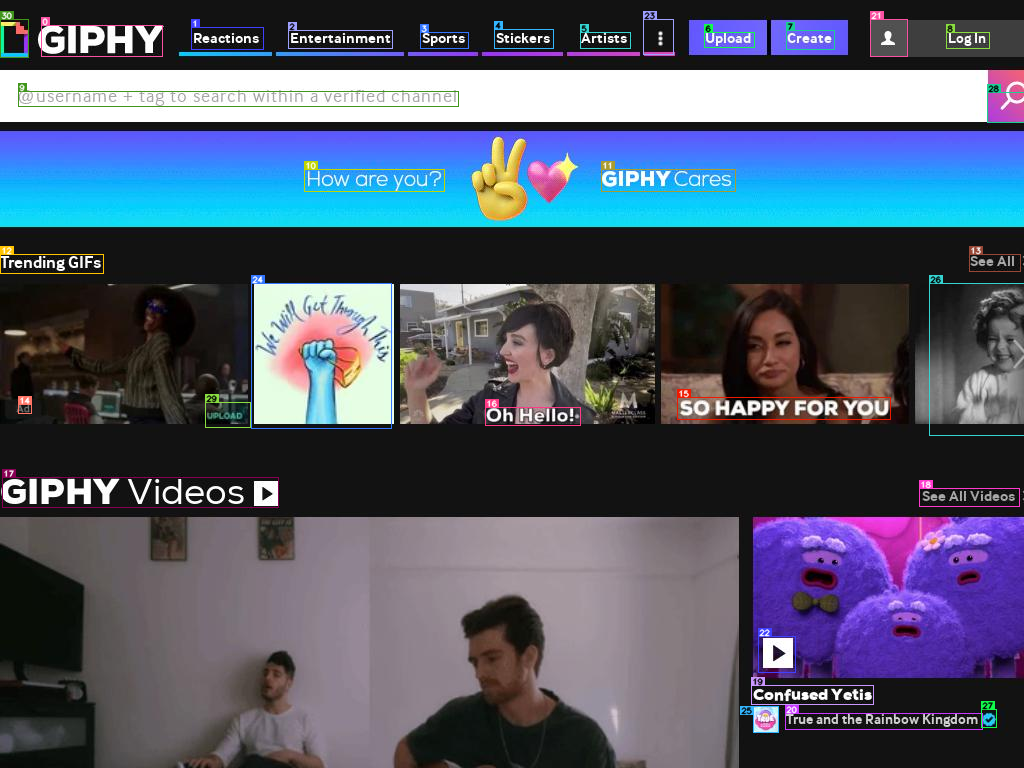 GIPHY
Reactions
Entertainment
Sports
Stickers
Artists
Upload
Create
Log In
@username + tag to search within a verified channel
How are you?
GIPHY Cares
Trending GIFs
See All
We Will Get Through This
Ad
UPLOAD
Oh Hello!
MASTERCLASS
SO HAPPY FOR YOU
GIPHY Videos
See All Videos
Confused Yetis
True and the Rainbow Kingdom
30
0
1
2
3
4
5
23
6
7
21
8
9
28
10
11
12
13
24
26
14
29
16
15
17
18
22
19
25
20
27